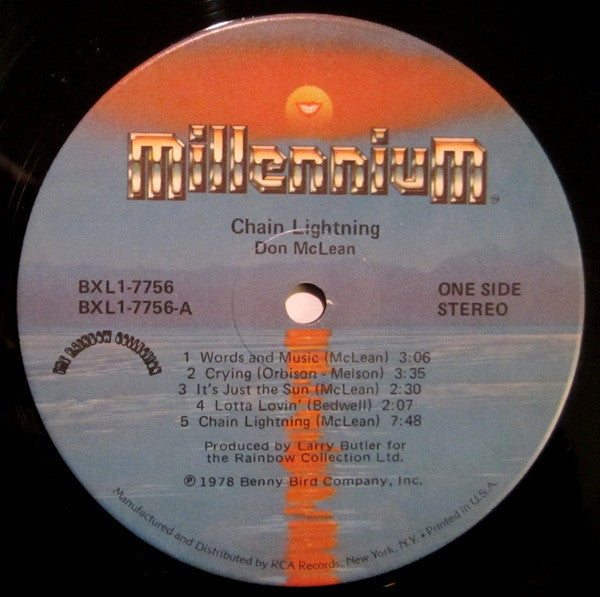 millennium
TM
Chain Lightning
Don McLean
BXL1-7756
BXL1-7756-A
ONE SIDE
STEREO
THE RAINBOW COLLECTION
1 Words and Music (McLean) 3:06
2 Crying (Orbison - Melson) 3:35
3 It's Just the Sun (McLean) 2:30
4 Lotta Lovin' (Bedwell) 2:07
5 Chain Lightning (McLean) 7:48
Produced by Larry Butler for
the Rainbow Collection Ltd.
℗ 1978 Benny Bird Company, Inc.
Manufactured and Distributed by RCA Records, New York, N.Y. • Printed in U.S.A.